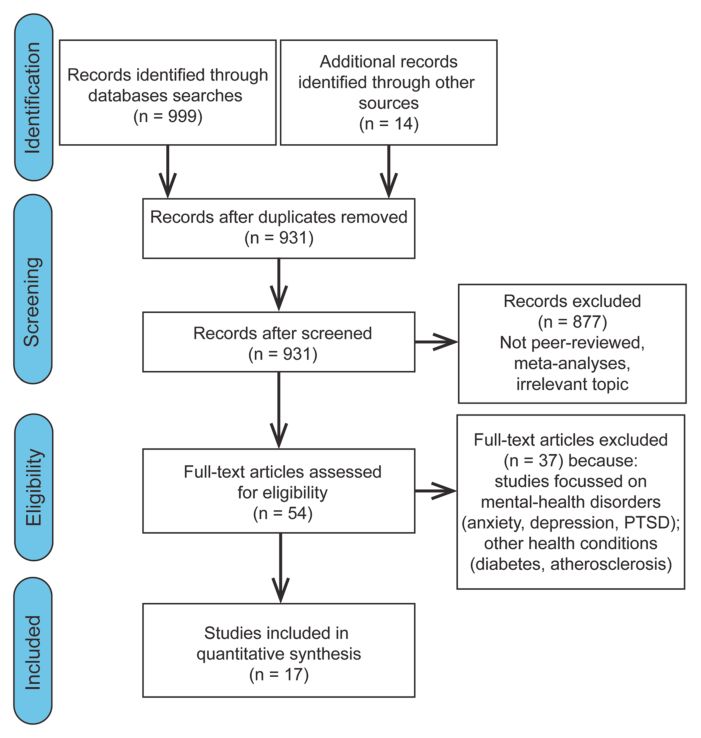 Identification
Records identified through
databases searches
(n = 999)
Additional records
identified through other
sources
(n = 14)
Screening
Records after duplicates removed
(n = 931)
Records after screened
(n = 931)
Records excluded
(n = 877)
Not peer-reviewed,
meta-analyses,
irrelevant topic
Eligibility
Full-text articles assessed
for eligibility
(n = 54)
Full-text articles excluded
(n = 37) because:
studies focussed on
mental-health disorders
(anxiety, depression, PTSD);
other health conditions
(diabetes, atherosclerosis)
Included
Studies included in
quantitative synthesis
(n = 17)